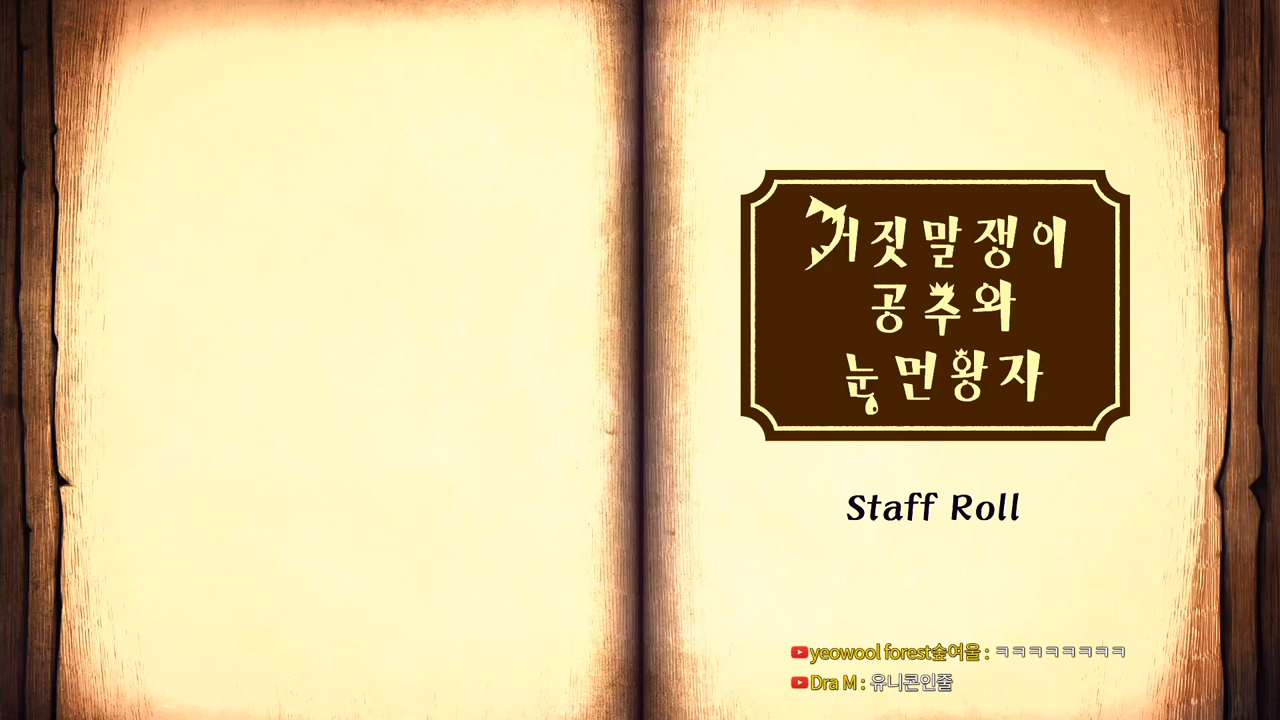 거짓말쟁이
공주와
눈먼왕자
Staff Roll
yeowool forest숲여울 : ㅋㅋㅋㅋㅋㅋㅋㅋ
Dra M : 유니콘인줄